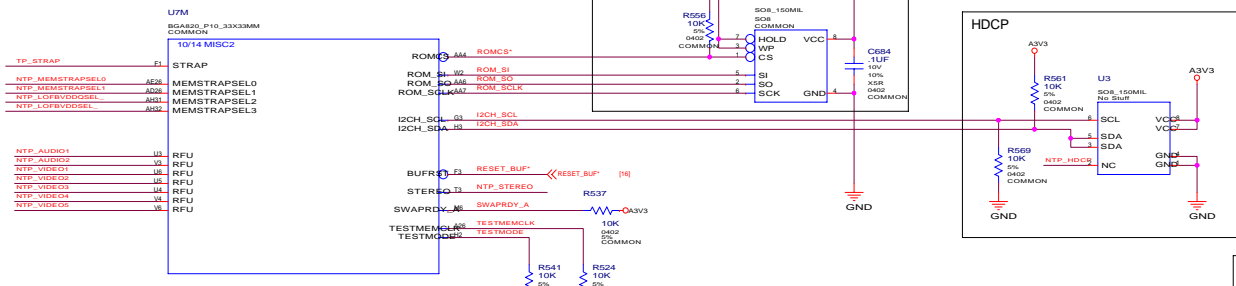 U7M
BGA820_P10_33X33MM
COMMON
10/14 MISC2
TP_STRAP F1 STRAP
NTP_MEMSTRAPSEL0 AE26 MEMSTRAPSEL0
NTP_MEMSTRAPSEL1 AD26 MEMSTRAPSEL1
NTP_LOFBVDDQSEL_ AH31 MEMSTRAPSEL2
NTP_LOFBVDDSEL_ AH32 MEMSTRAPSEL3
NTP_AUDIO1 U3 RFU
NTP_AUDIO2 V3 RFU
NTP_VIDEO1 U6 RFU
NTP_VIDEO2 U5 RFU
NTP_VIDEO3 U4 RFU
NTP_VIDEO4 V4 RFU
NTP_VIDEO5 V6 RFU
ROMCS AA4 ROMCS*
ROM_SI W2 ROM_SI
ROM_SO AA6 ROM_SO
ROM_SCLK AA7 ROM_SCLK
I2CH_SCL G3 I2CH_SCL
I2CH_SDA H3 I2CH_SDA
BUFRST F3 RESET_BUF*
RESET_BUF* [16]
STEREO T3 NTP_STEREO
SWAPRDY_A M6 SWAPRDY_A
TESTMEMCLK A26 TESTMEMCLK
TESTMODE H2 TESTMODE
R537
A3V3
10K
0402
5%
COMMON
R541
10K
5%
R524
10K
5%
R556
10K
5%
0402
COMMON
SO8_150MIL
SO8
COMMON
7 HOLD VCC 8
3 WP
1 CS
5 SI
2 SO
6 SCK GND 4
C684
.1UF
10V
10%
X5R
0402
COMMON
GND
HDCP
A3V3
R561
10K
5%
0402
COMMON
R569
10K
5%
0402
COMMON
GND
U3
SO8_150MIL
No Stuff
A3V3
6 SCL VCC 8
VCC 7
5 SDA
3 SDA
GND 4
GND 1
NTP_HDCP 2 NC
GND